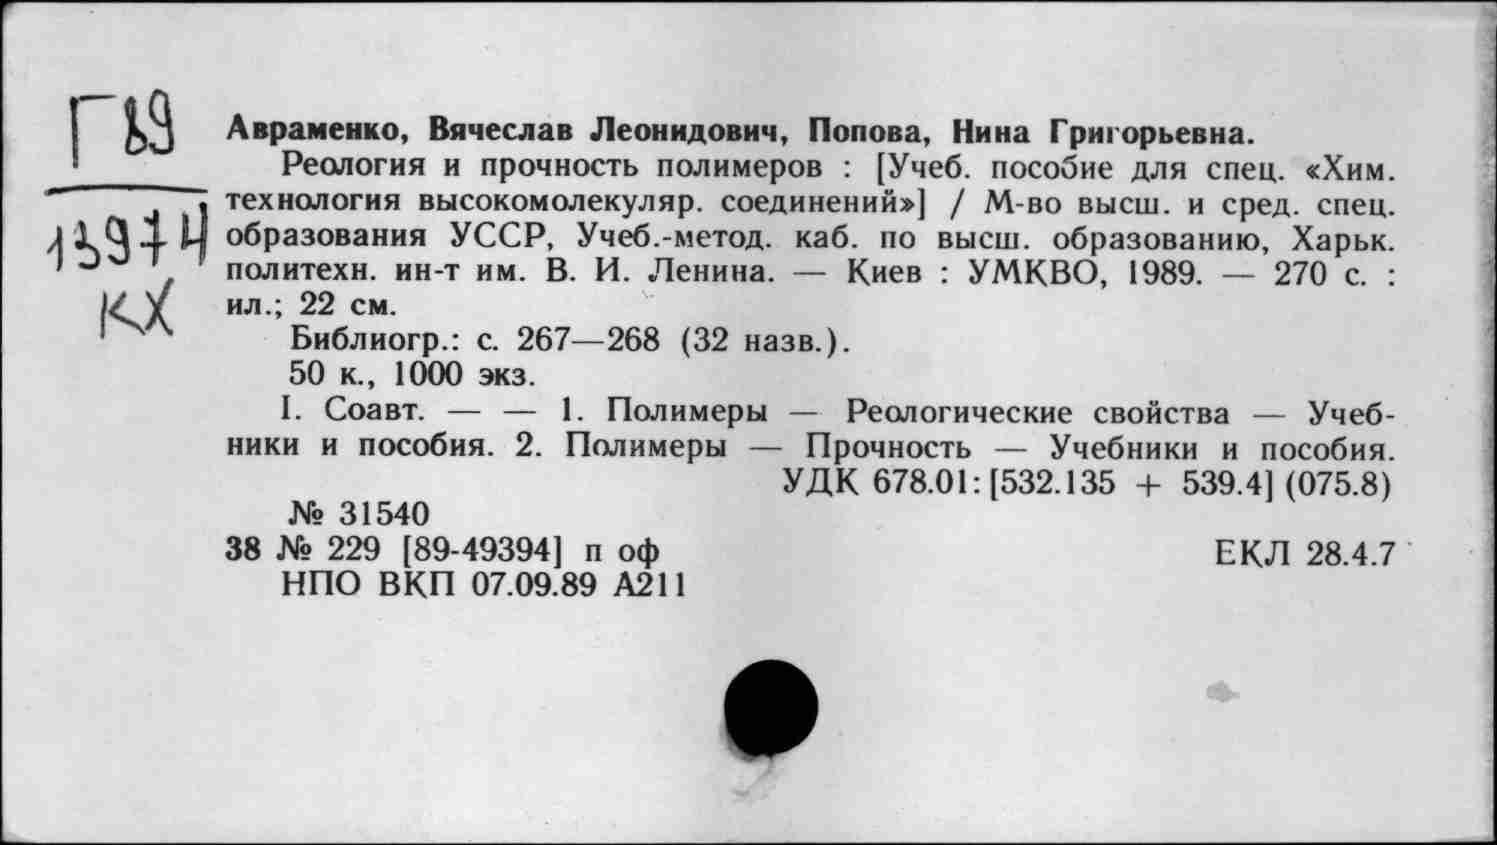 Авраменко, Вячеслав Леонидович, Попова, Нина Григорьевна.
Реология и прочность полимеров : [Учеб. пособие для спец. «Хим.
технология высокомолекуляр. соединений»] / М-во высш. и сред. спец.
образования УССР, Учеб.-метод. каб. по высш. образованию, Харьк.
политехн. ин-т им. В. И. Ленина. — Киев : УМКВО, 1989. — 270 с. :
ил.; 22 см.
Библиогр.: с. 267—268 (32 назв.).
50 к., 1000 экз.
I. Соавт. — — 1. Полимеры — Реологические свойства — Учеб-
ники и пособия. 2. Полимеры — Прочность — Учебники и пособия.
УДК 678.01: [532.135 + 539.4] (075.8)
№ 31540
38 № 229 [89-49394] п оф
ЕКЛ 28.4.7
НПО ВКП 07.09.89 А211
КХ